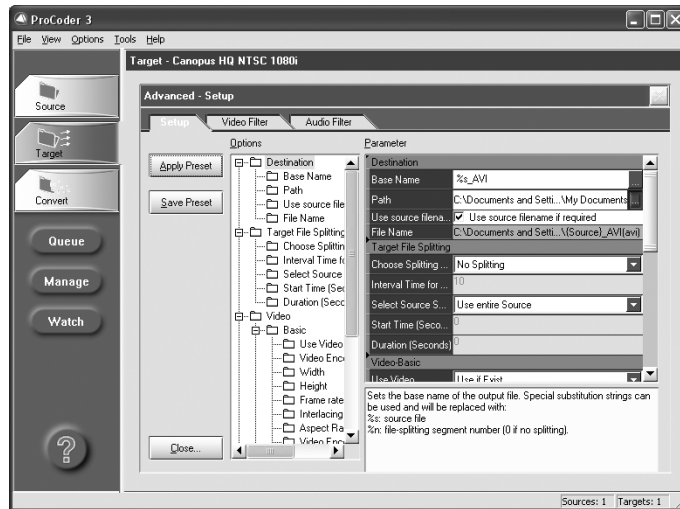 ProCoder 3
File View Options Tools Help
Target - Canopus HQ NTSC 1080i
Source
Target
Convert
Queue
Manage
Watch
Advanced - Setup
Setup Video Filter Audio Filter
Apply Preset
Save Preset
Close...
Options
Destination
Base Name
Path
Use source file
File Name
Target File Splitting
Choose Splittin
Interval Time fo
Select Source
Start Time (Sec
Duration (Seco
Video
Basic
Use Video
Video Enco
Width
Height
Frame rate
Interlacing
Aspect Ra
Video Enc
Parameter
Destination
Base Name %s_AVI ...
Path C:\Documents and Setti...\My Documents ...
Use source filena... Use source filename if required
File Name C:\Documents and Setti...\(Source)_AVI(avi)
Target File Splitting
Choose Splitting ... No Splitting
Interval Time for ... 10
Select Source S... Use entire Source
Start Time (Seco... 0
Duration (Seconds) 0
Video-Basic
Use Video Use if Exist
Sets the base name of the output file. Special substitution strings can
be used and will be replaced with:
%s: source file
%n: file-splitting segment number (0 if no splitting).
Sources: 1 Targets: 1